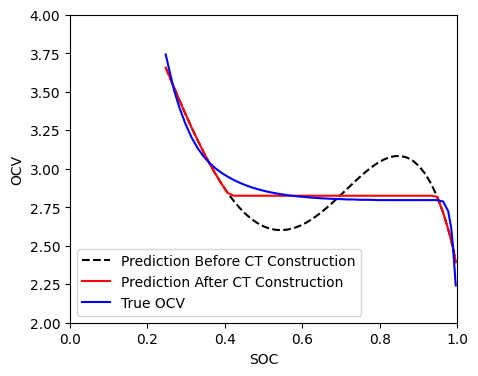 4.00
3.75
3.50
3.25
3.00
2.75
2.50
2.25
2.00
OCV
Prediction Before CT Construction
Prediction After CT Construction
True OCV
0.0 0.2 0.4 0.6 0.8 1.0
SOC